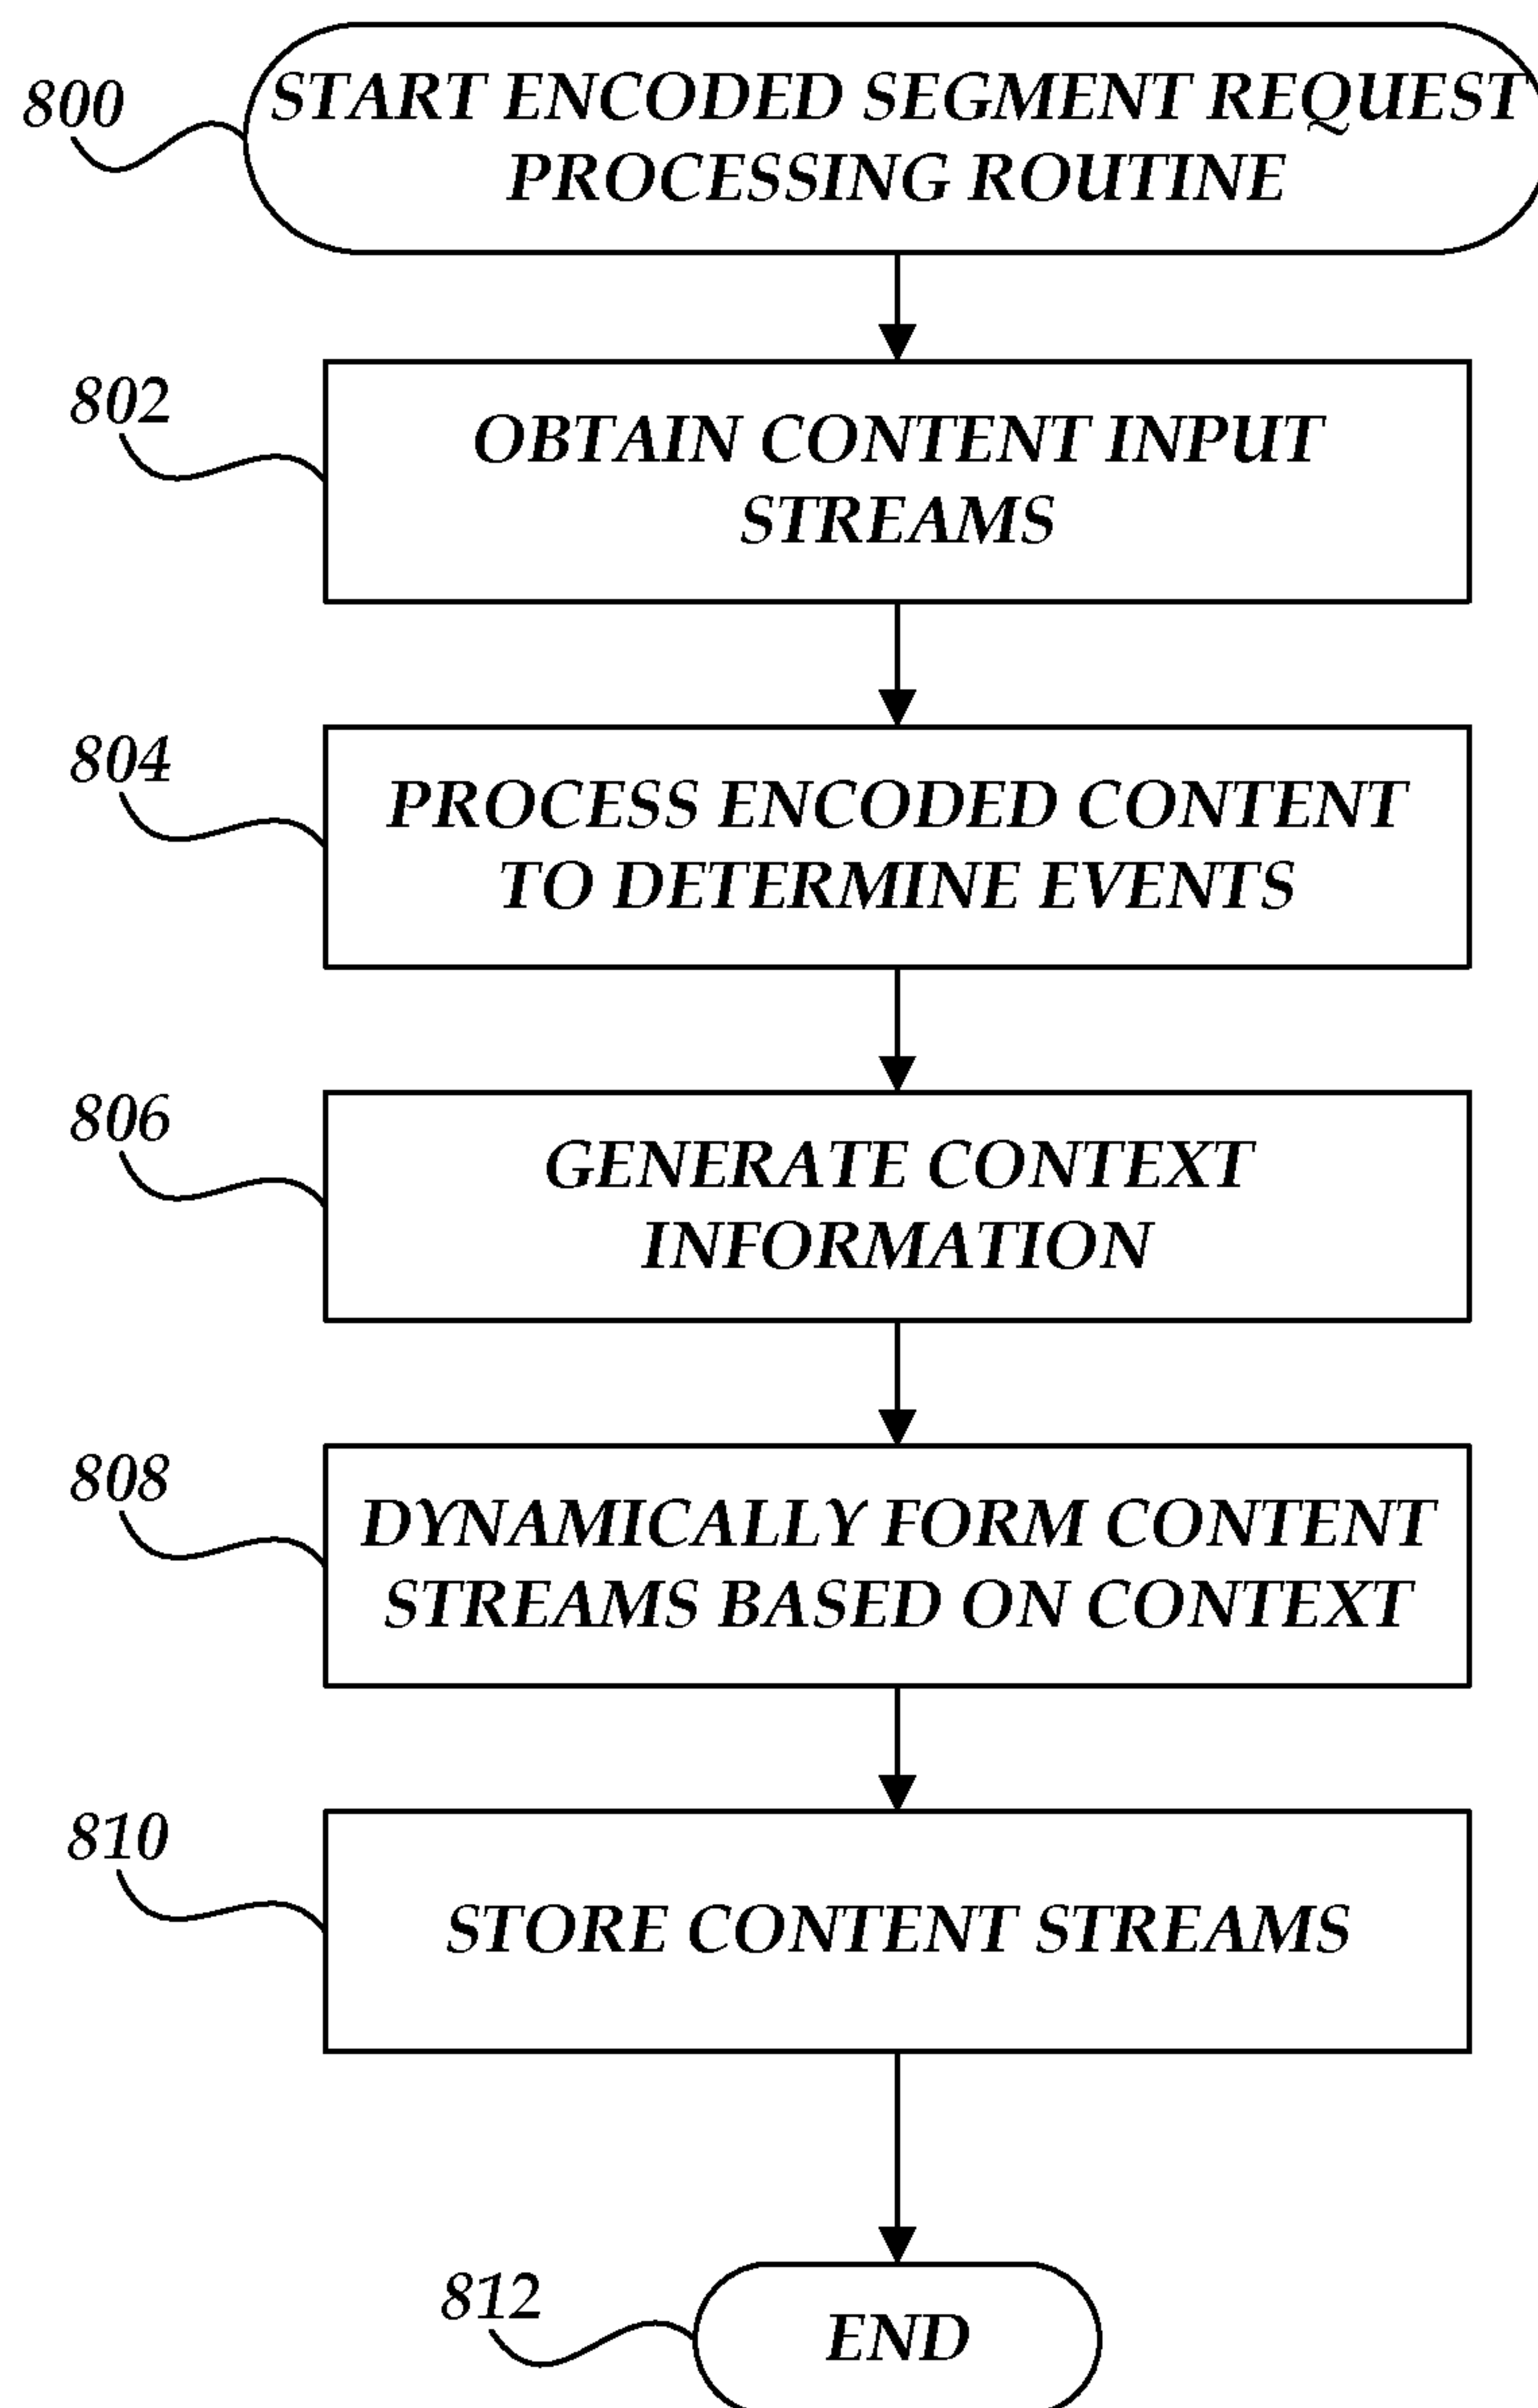 800
START ENCODED SEGMENT REQUEST
PROCESSING ROUTINE
802
OBTAIN CONTENT INPUT
STREAMS
804
PROCESS ENCODED CONTENT
TO DETERMINE EVENTS
806
GENERATE CONTEXT
INFORMATION
808
DYNAMICALLY FORM CONTENT
STREAMS BASED ON CONTEXT
810
STORE CONTENT STREAMS
812
END